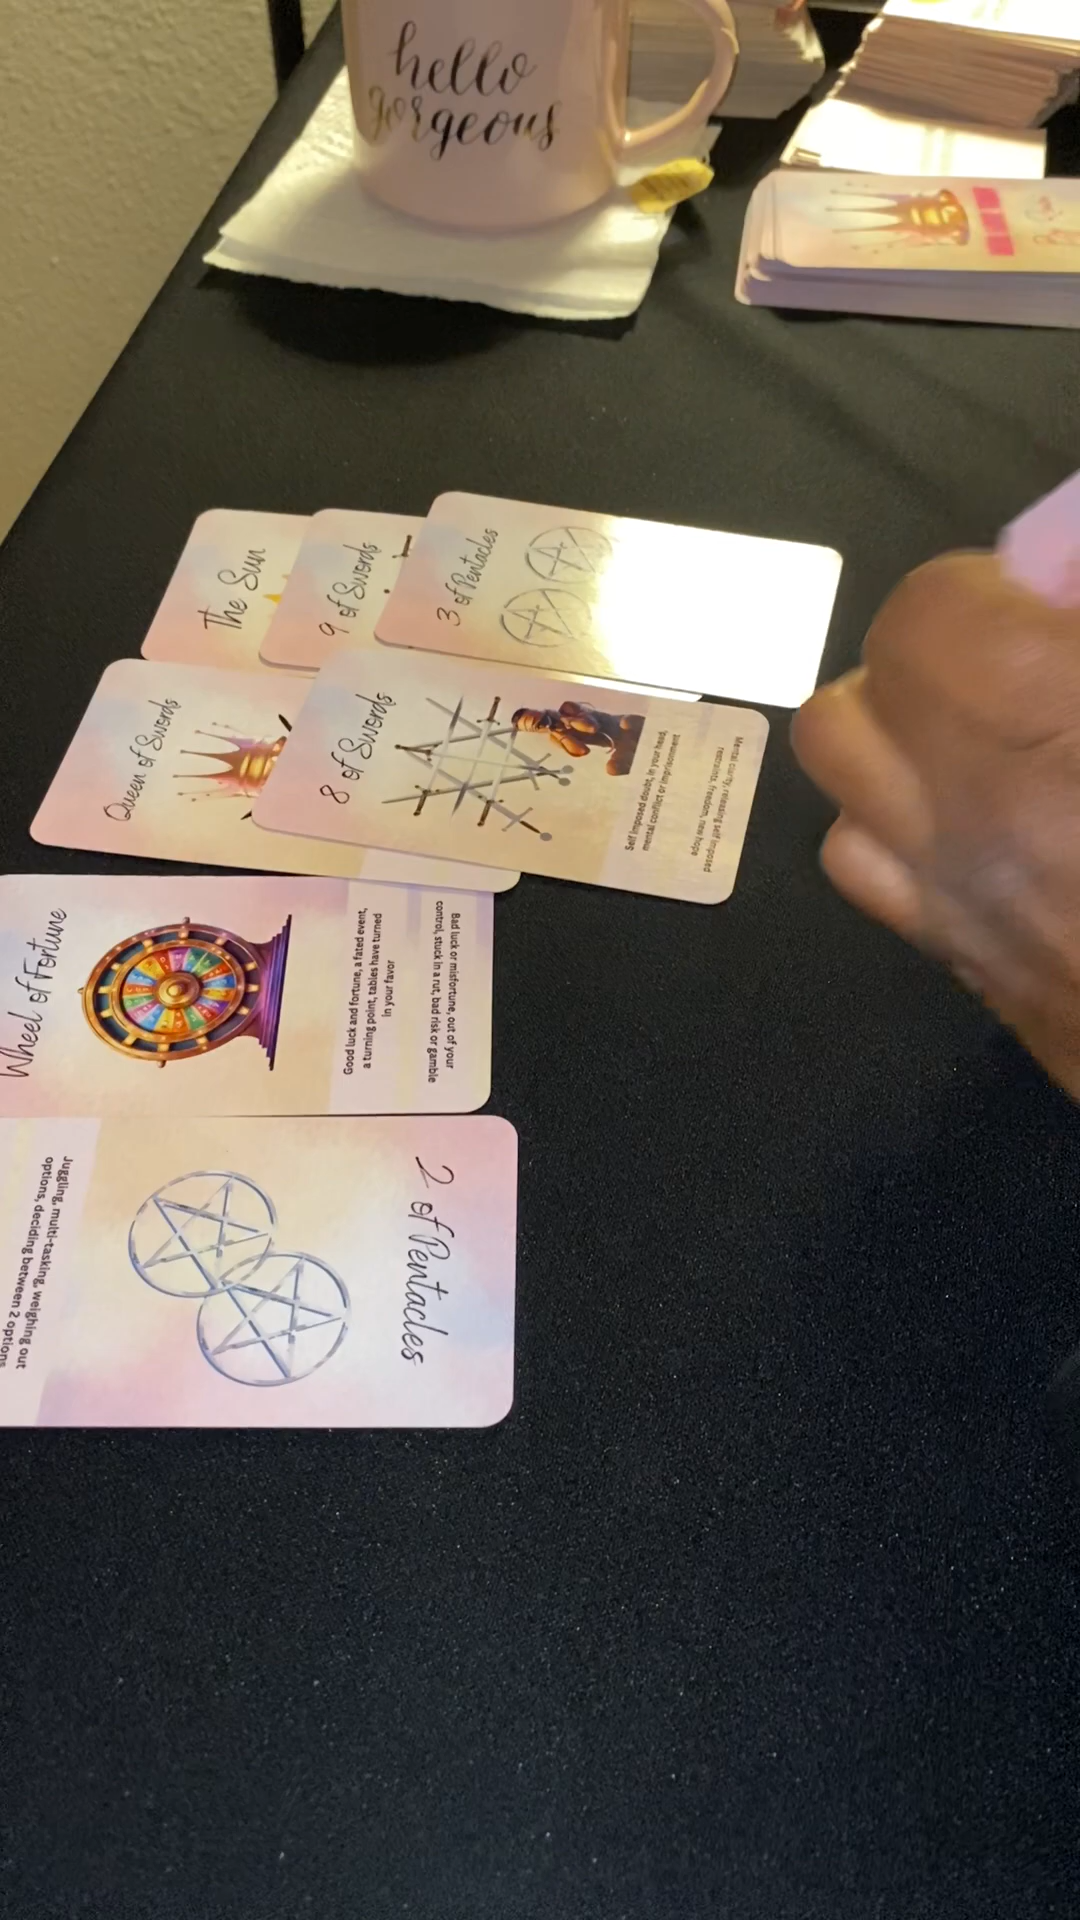 hello
gorgeous
The Sun
9 of Swords
3 of Pentacles
Queen of Swords
8 of Swords
Self imposed doubt, in your head,
mental conflict or imprisonment
Mental clarity, releasing self imposed
restraints, freedom, new hope
Wheel of Fortune
Good luck and fortune, a fated event,
a turning point, tables have turned
in your favor
Bad luck or misfortune, out of your
control, stuck in a rut, bad risk or gamble
2 of Pentacles
Juggling, multi-tasking, weighing out
options, deciding between 2 options